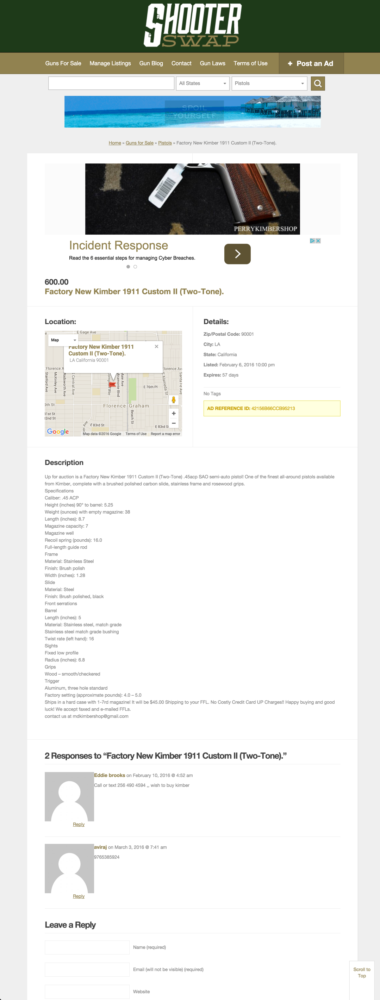 SHOOTER
SWAP
Guns For Sale Manage Listings Gun Blog Contact Gun Laws Terms of Use + Post an Ad
All States Pistols
SPOIL
YOURSELF
Home » Guns for Sale » Pistols » Factory New Kimber 1911 Custom II (Two-Tone).
PERRYKIMBERSHOP
Incident Response
Read the 6 essential steps for managing Cyber Breaches.
600.00
Factory New Kimber 1911 Custom II (Two-Tone).
Location:
E Gage Ave
Map
Factory New Kimber 1911
Custom II (Two-Tone).
LA California 90001
Florence Av
Florence Av
Stanford Ave
McKinley Ave
Wadsworth Ave
S Central Ave
Compton Ave
Miramonte Blvd
Maie Ave
E 76th Pl
S Alameda St
Santa Fe Ave
9th St
Florence-Graham
Beach St
31st St
32nd St
E 83rd St
E 83rd St
Google
Map data ©2016 Google Terms of Use Report a map error
Details:
Zip/Postal Code: 90001
City: LA
State: California
Listed: February 6, 2016 10:00 pm
Expires: 57 days
No Tags
AD REFERENCE ID: 42156B66CCB95213
Description
Up for auction is a Factory New Kimber 1911 Custom II (Two-Tone) .45acp SAO semi-auto pistol! One of the finest all-around pistols available
from Kimber, complete with a brushed polished carbon slide, stainless frame and rosewood grips.
Specifications
Caliber: .45 ACP
Height (inches) 90° to barrel: 5.25
Weight (ounces) with empty magazine: 38
Length (inches): 8.7
Magazine capacity: 7
Magazine well
Recoil spring (pounds): 16.0
Full-length guide rod
Frame
Material: Stainless Steel
Finish: Brush polish
Width (inches): 1.28
Slide
Material: Steel
Finish: Brush polished, black
Front serrations
Barrel
Length (inches): 5
Material: Stainless steel, match grade
Stainless steel match grade bushing
Twist rate (left hand): 16
Sights
Fixed low profile
Radius (inches): 6.8
Grips
Wood – smooth/checkered
Trigger
Aluminum, three hole standard
Factory setting (approximate pounds): 4.0 – 5.0
Ships in a hard case with 1-7rd magazine! It will be $45.00 Shipping to your FFL. No Costly Credit Card UP Charges!! Happy buying and good
luck! We accept faxed and e-mailed FFLs.
contact us at mdkimbershop@gmail.com
2 Responses to “Factory New Kimber 1911 Custom II (Two-Tone).”
Eddie brooks on February 10, 2016 @ 4:52 am
Call or text 256 490 4594 ,, wish to buy kimber
Reply
aviraj on March 3, 2016 @ 7:41 am
9765385924
Reply
Leave a Reply
Name (required)
Email (will not be visible) (required)
Website
Scroll to
Top